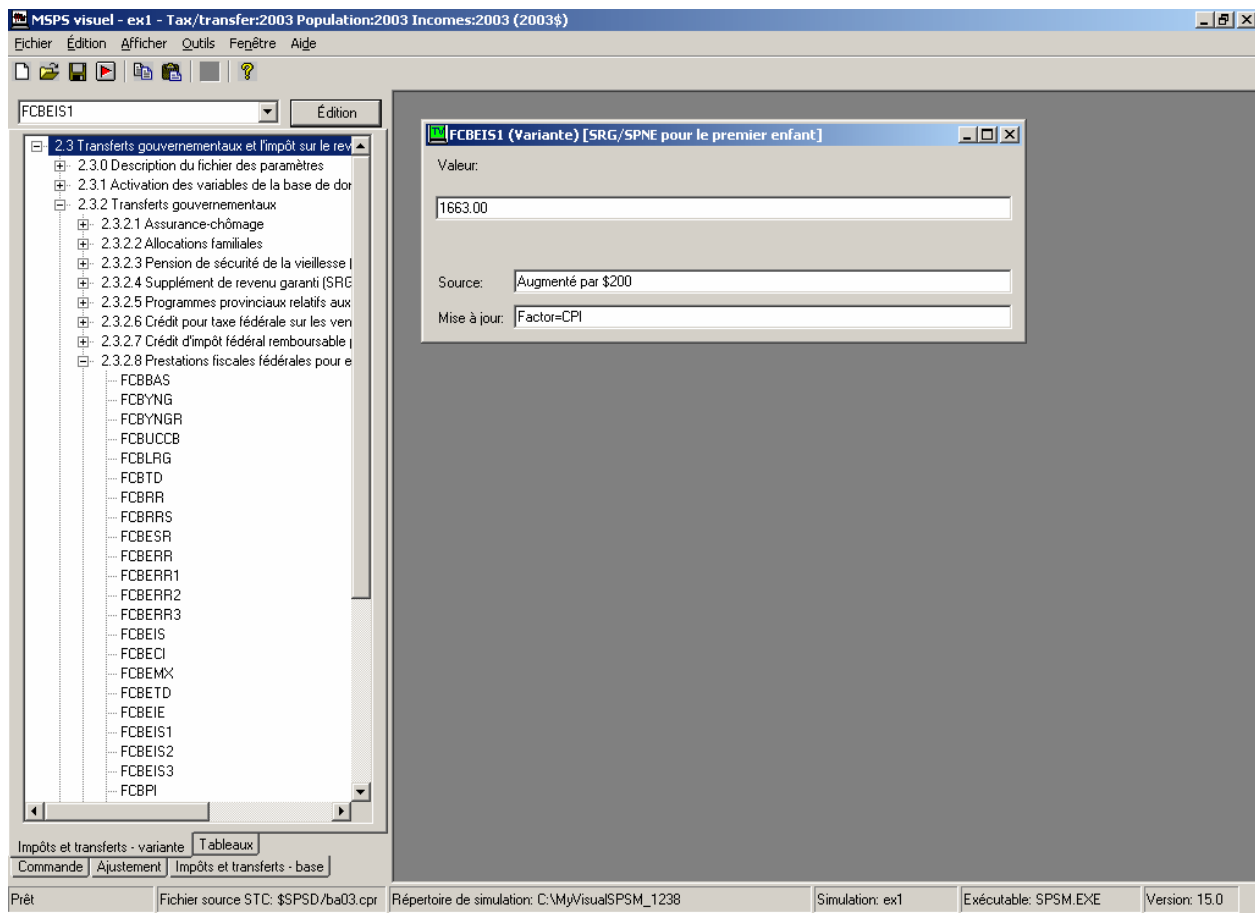 MSPS visuel - ex1 - Tax/transfer:2003 Population:2003 Incomes:2003 (2003$)
Fichier Édition Afficher Outils Fenêtre Aide
FCBEIS1 Édition
2.3 Transferts gouvernementaux et l'impôt sur le rev
2.3.0 Description du fichier des paramètres
2.3.1 Activation des variables de la base de dor
2.3.2 Transferts gouvernementaux
2.3.2.1 Assurance-chômage
2.3.2.2 Allocations familiales
2.3.2.3 Pension de sécurité de la vieillesse
2.3.2.4 Supplément de revenu garanti (SRG
2.3.2.5 Programmes provinciaux relatifs aux
2.3.2.6 Crédit pour taxe fédérale sur les ven
2.3.2.7 Crédit d'impôt fédéral remboursable
2.3.2.8 Prestations fiscales fédérales pour e
FCBBAS
FCBYNG
FCBYNGR
FCBUCCB
FCBLRG
FCBTD
FCBRR
FCBRRS
FCBESR
FCBERR
FCBERR1
FCBERR2
FCBERR3
FCBEIS
FCBECI
FCBEMX
FCBETD
FCBEIE
FCBEIS1
FCBEIS2
FCBEIS3
FCBPI
Impôts et transferts - variante Tableaux
Commande Ajustement Impôts et transferts - base
FCBEIS1 (Variante) [SRG/SPNE pour le premier enfant]
Valeur:
1663.00
Source: Augmenté par $200
Mise à jour: Factor=CPI
Prêt Fichier source STC: $SPSD/ba03.cpr Répertoire de simulation: C:\MyVisualSPSM_1238 Simulation: ex1 Exécutable: SPSM.EXE Version: 15.0